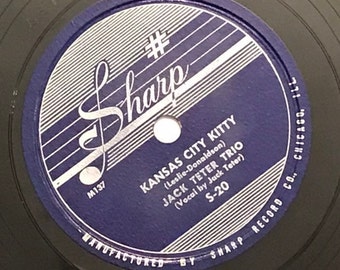 #
Sharp
M137
KANSAS CITY KITTY
(Leslie-Donaldson)
JACK TETER TRIO
(Vocal by Jack Teter)
S-20
MANUFACTURED BY SHARP RECORD CO., CHICAGO, ILL.